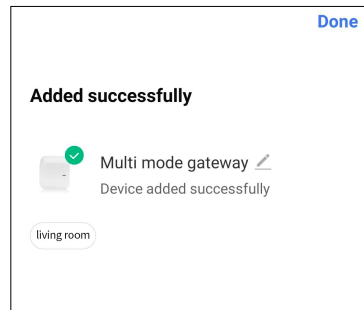 Done
Added successfully
Multi mode gateway
Device added successfully
living room